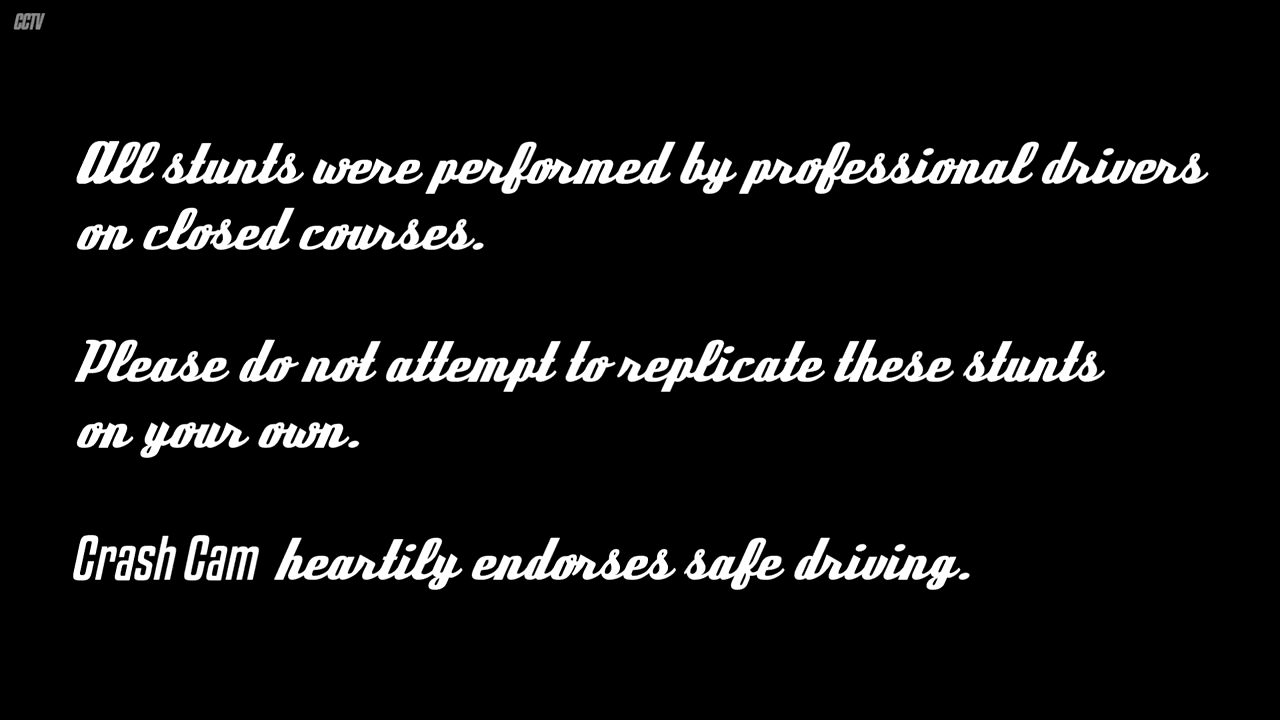 CCTV
All stunts were performed by professional drivers
on closed courses.
Please do not attempt to replicate these stunts
on your own.
Crash Cam heartily endorses safe driving.